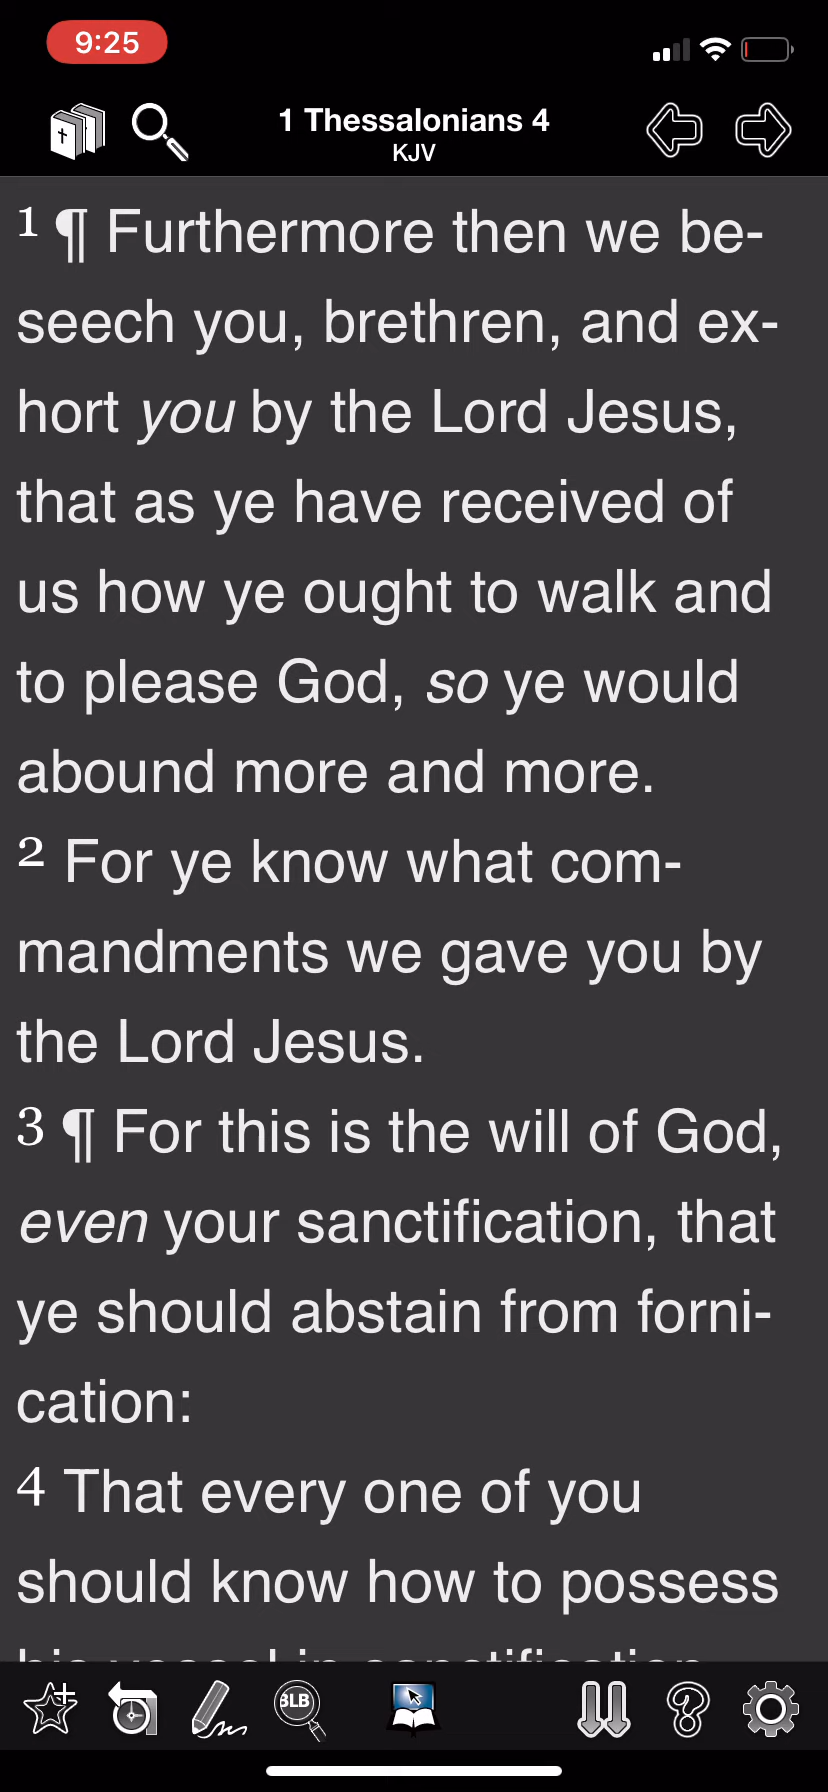 9:25
1 Thessalonians 4
KJV
1 ¶ Furthermore then we be-
seech you, brethren, and ex-
hort you by the Lord Jesus,
that as ye have received of
us how ye ought to walk and
to please God, so ye would
abound more and more.
2 For ye know what com-
mandments we gave you by
the Lord Jesus.
3 ¶ For this is the will of God,
even your sanctification, that
ye should abstain from forni-
cation:
4 That every one of you
should know how to possess
his vessel in sanctification
BLB